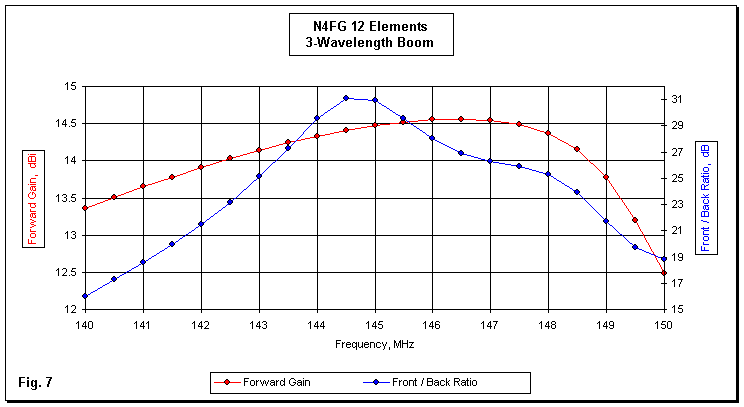 N4FG 12 Elements
3-Wavelength Boom
15
14.5
14
13.5
13
12.5
12
Forward Gain, dBi
31
29
27
25
23
21
19
17
15
Front / Back Ratio, dB
140 141 142 143 144 145 146 147 148 149 150
Frequency, MHz
Fig. 7
Forward Gain Front / Back Ratio